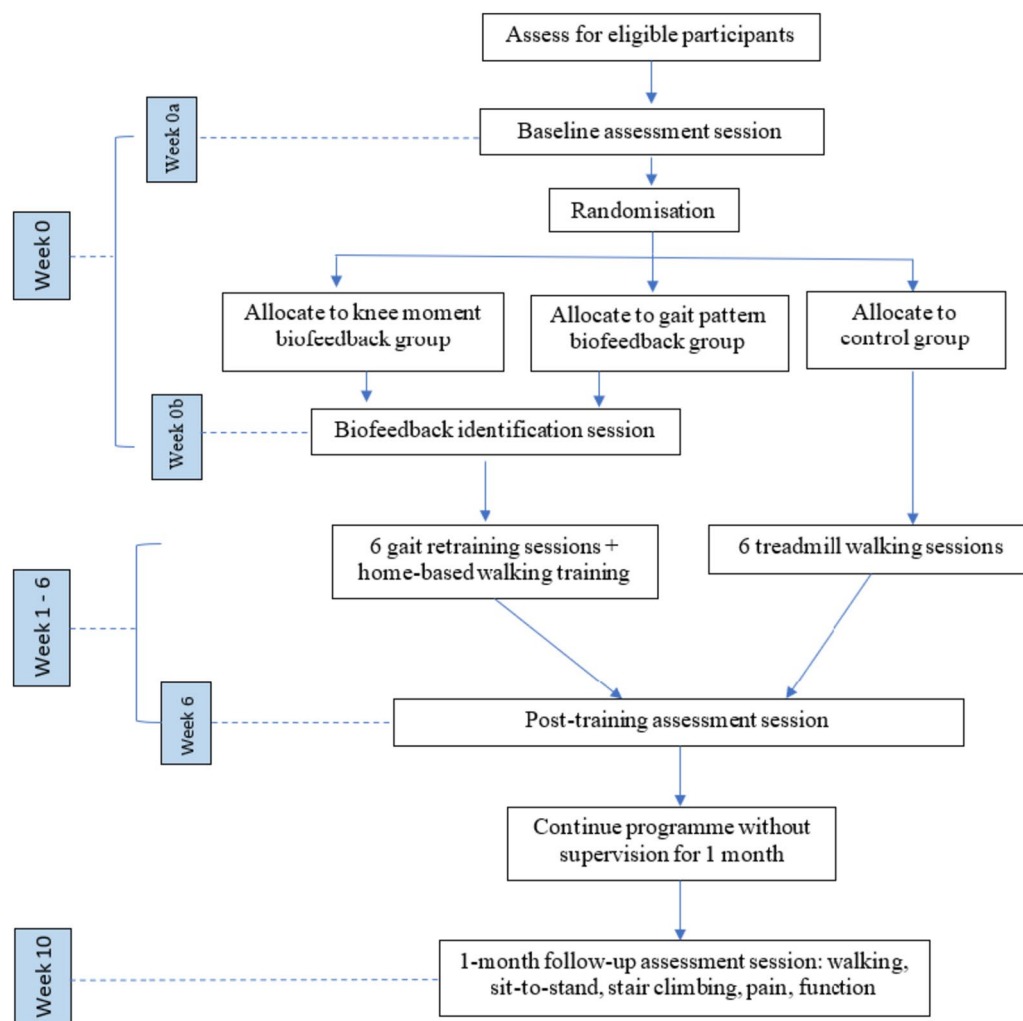 Assess for eligible participants
Week 0a
Baseline assessment session
Randomisation
Week 0
Allocate to knee moment
biofeedback group
Allocate to gait pattern
biofeedback group
Allocate to
control group
Week 0b
Biofeedback identification session
6 gait retraining sessions +
home-based walking training
6 treadmill walking sessions
Week 1 - 6
Week 6
Post-training assessment session
Continue programme without
supervision for 1 month
Week 10
1-month follow-up assessment session: walking,
sit-to-stand, stair climbing, pain, function